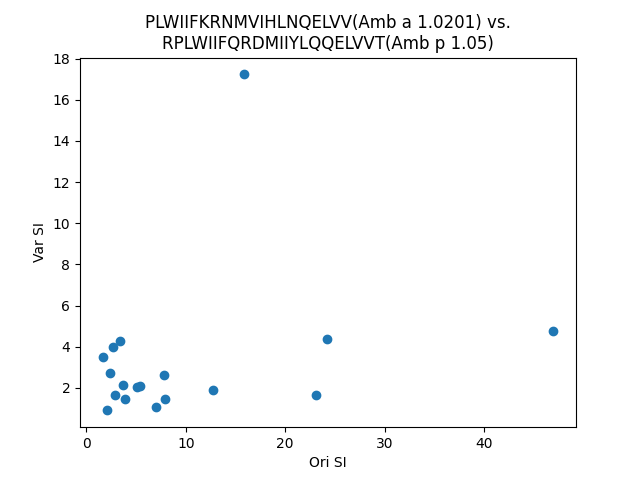 PLWIIFKRNMVIHLNQELVV(Amb a 1.0201) vs.
RPLWIIFQRDMIIYLQQELVVT(Amb p 1.05)
18
16
14
12
10
8
6
4
2
Var SI
0 10 20 30 40
Ori SI